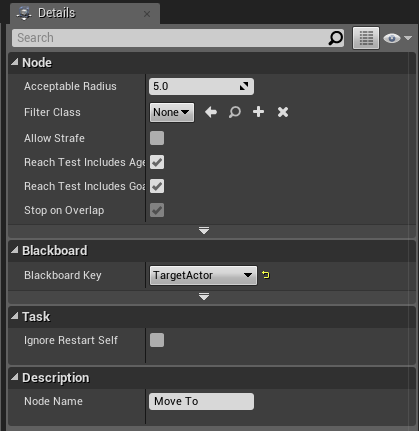 Details
Search
Node
Acceptable Radius 5.0
Filter Class None
Allow Strafe
Reach Test Includes Age
Reach Test Includes Goa
Stop on Overlap
Blackboard
Blackboard Key TargetActor
Task
Ignore Restart Self
Description
Node Name Move To